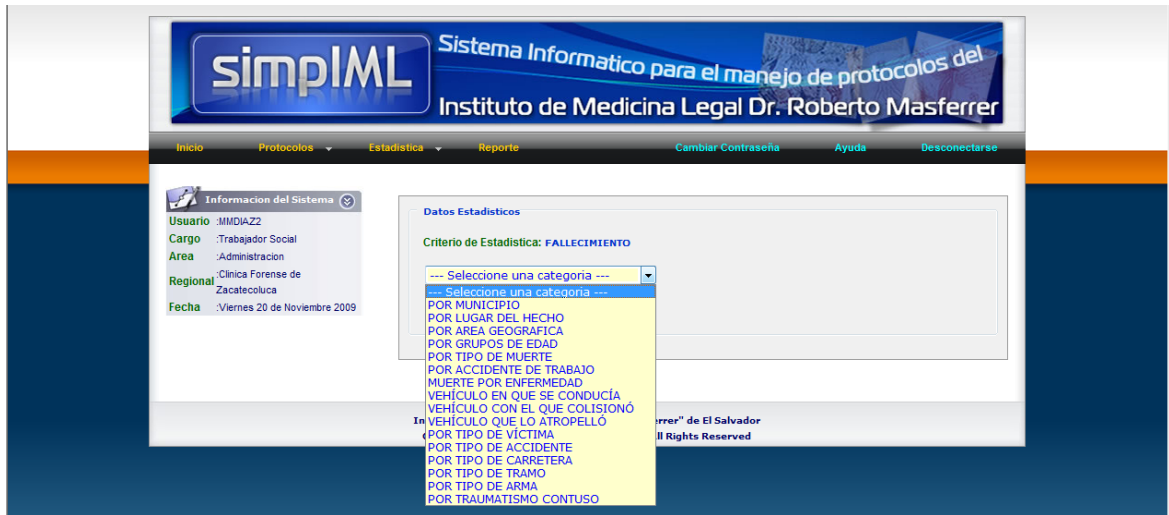 simpIML
Sistema Informatico para el manejo de protocolos del
Instituto de Medicina Legal Dr. Roberto Masferrer
Inicio Protocolos Estadistica Reporte Cambiar Contraseña Ayuda Desconectarse
Informacion del Sistema
Usuario :MMDIAZ2
Cargo :Trabajador Social
Area :Administracion
Regional :Clinica Forense de
Zacatecoluca
Fecha :Viernes 20 de Noviembre 2009
Datos Estadisticos
Criterio de Estadistica: FALLECIMIENTO
--- Seleccione una categoria ---
--- Seleccione una categoria ---
POR MUNICIPIO
POR LUGAR DEL HECHO
POR AREA GEOGRAFICA
POR GRUPOS DE EDAD
POR TIPO DE MUERTE
POR ACCIDENTE DE TRABAJO
MUERTE POR ENFERMEDAD
VEHÍCULO EN QUE SE CONDUCÍA
VEHÍCULO CON EL QUE COLISIONÓ
VEHÍCULO QUE LO ATROPELLÓ
POR TIPO DE VÍCTIMA
POR TIPO DE ACCIDENTE
POR TIPO DE CARRETERA
POR TIPO DE TRAMO
POR TIPO DE ARMA
POR TRAUMATISMO CONTUSO
" de El Salvador
Rights Reserved